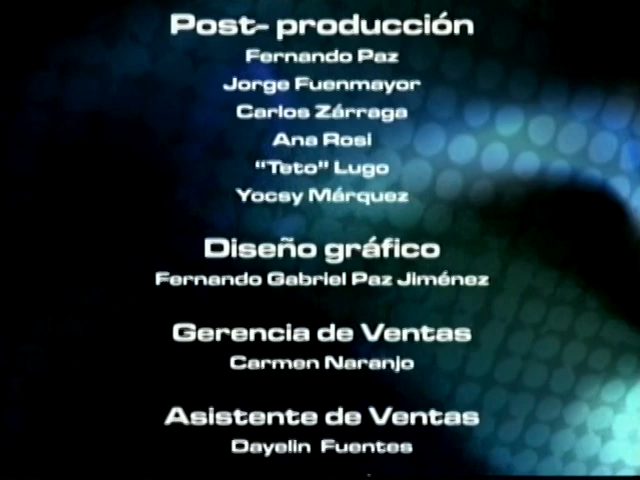 Post- producción
Fernando Paz
Jorge Fuenmayor
Carlos Zárraga
Ana Rosi
“Teto” Lugo
Yocsy Márquez
Diseño gráfico
Fernando Gabriel Paz Jiménez
Gerencia de Ventas
Carmen Naranjo
Asistente de Ventas
Dayelin Fuentes